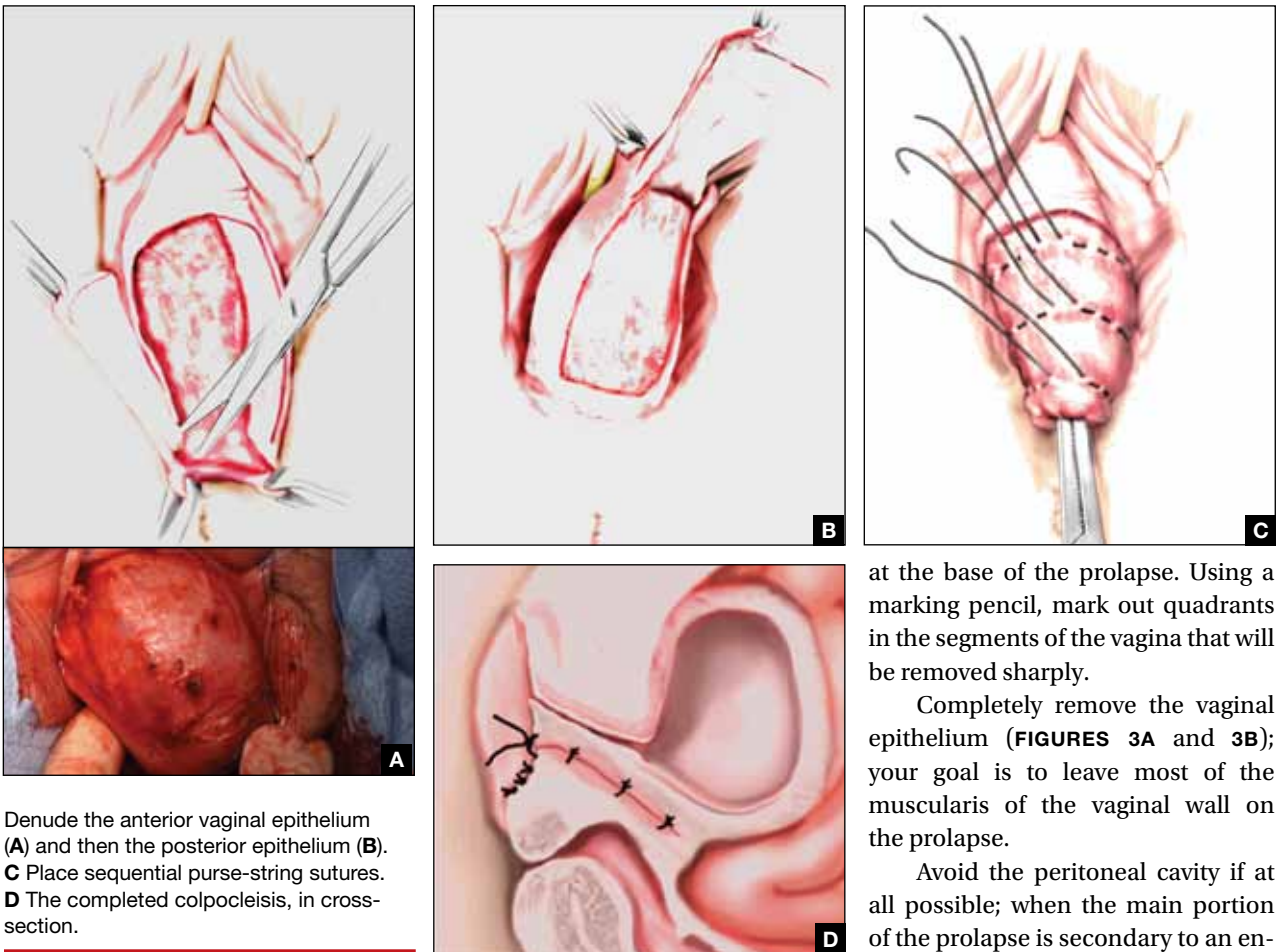 A
B
C
D
Denude the anterior vaginal epithelium
(A) and then the posterior epithelium (B).
C Place sequential purse-string sutures.
D The completed colpocleisis, in cross-
section.
at the base of the prolapse. Using a
marking pencil, mark out quadrants
in the segments of the vagina that will
be removed sharply.
Completely remove the vaginal
epithelium (FIGURES 3A and 3B);
your goal is to leave most of the
muscularis of the vaginal wall on
the prolapse.
Avoid the peritoneal cavity if at
all possible; when the main portion
of the prolapse is secondary to an en-